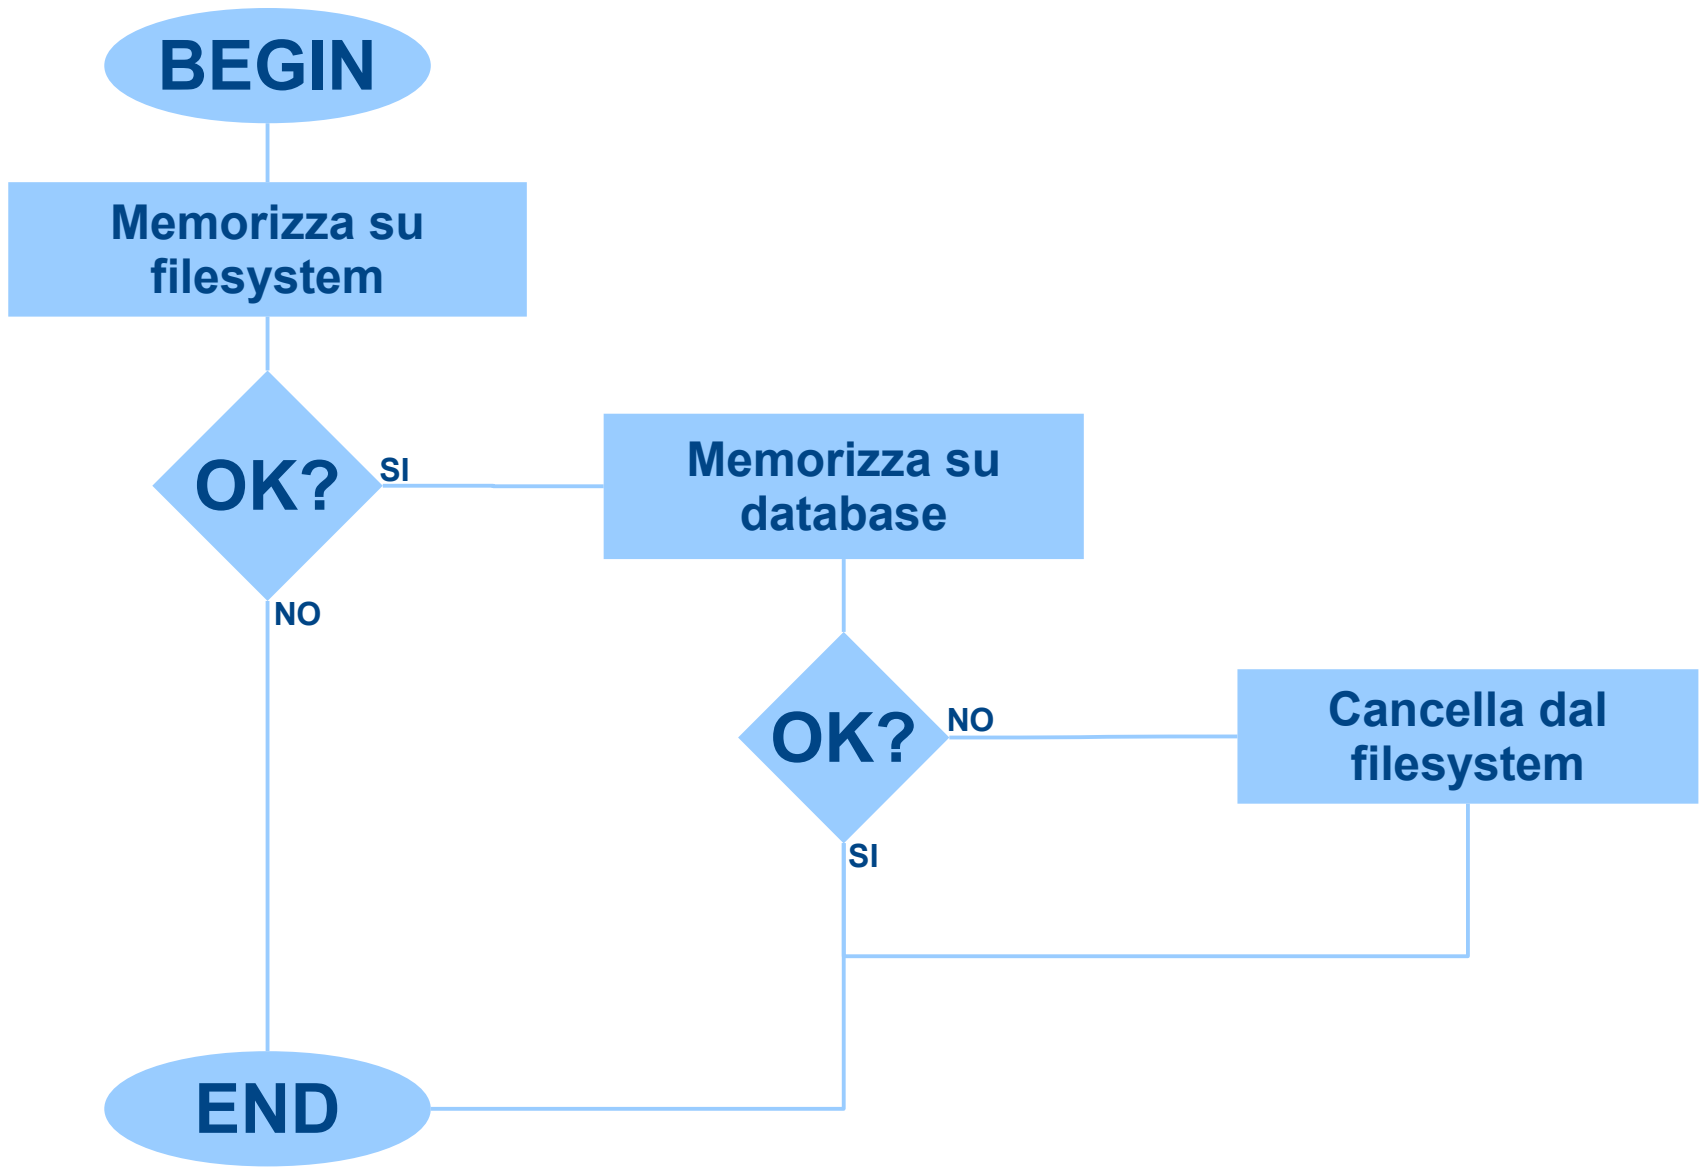 BEGIN
Memorizza su
filesystem
OK?
SI
NO
Memorizza su
database
OK?
NO
SI
Cancella dal
filesystem
END